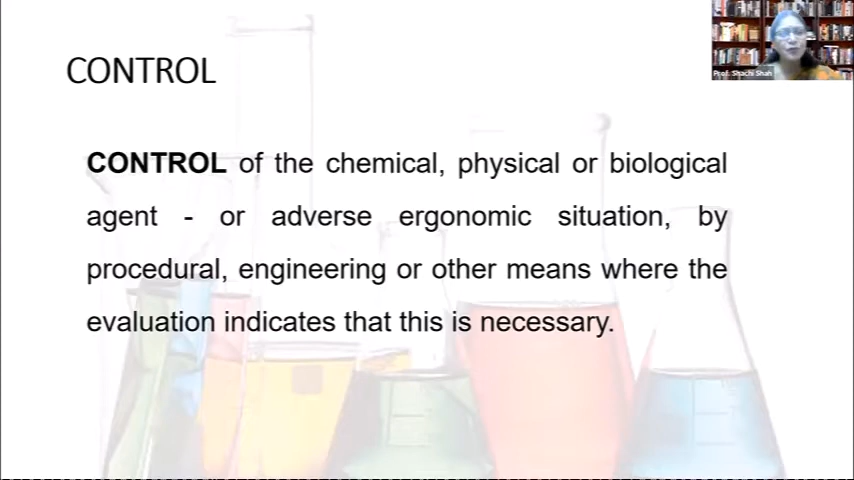 Prof. Shachi Shah
CONTROL
CONTROL of the chemical, physical or biological
agent - or adverse ergonomic situation, by
procedural, engineering or other means where the
evaluation indicates that this is necessary.